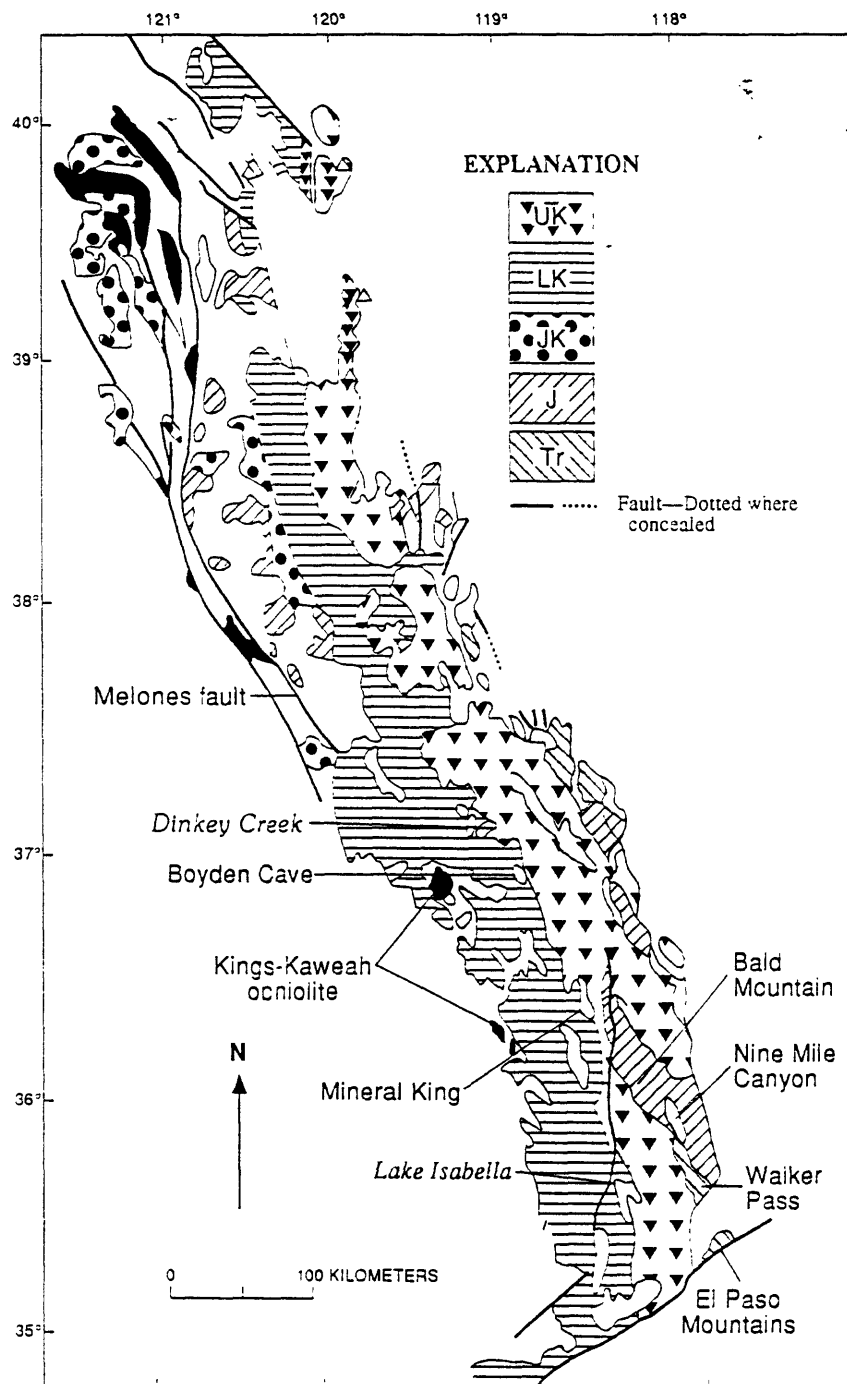 121° 120° 119° 118°
40°
EXPLANATION
UK
LK
JK
39°
J
Tr
Fault—Dotted where
concealed
38°
Melones fault
Dinkey Creek
37°
Boyden Cave
Kings-Kaweah
ocniolite
Bald
Mountain
N
Nine Mile
Canyon
36°
Mineral King
Lake Isabella
Waiker
Pass
0 100 KILOMETERS
El Paso
Mountains
35°